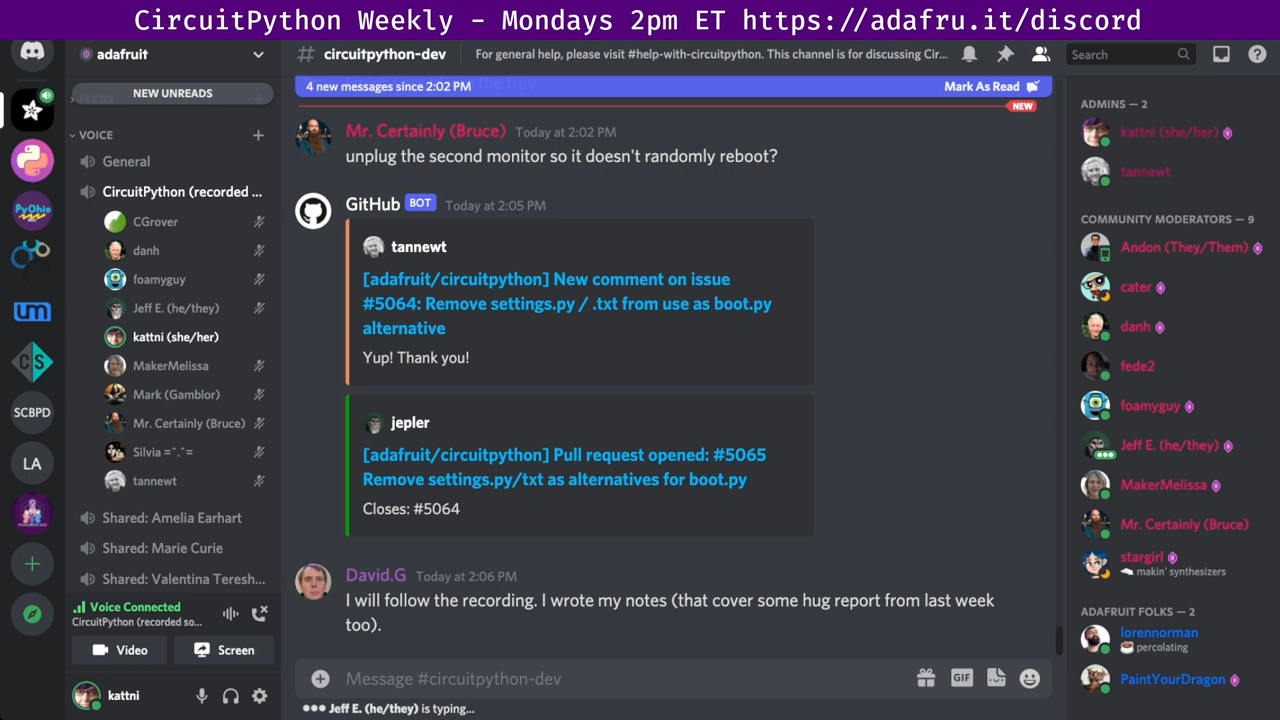 CircuitPython Weekly - Mondays 2pm ET https://adafru.it/discord
adafruit
NEW UNREADS
FEEDS
VOICE
General
CircuitPython (recorded ...
CGrover
danh
foamyguy
Jeff E. (he/they)
kattni (she/her)
MakerMelissa
Mark (Gamblor)
Mr. Certainly (Bruce)
Silvia =^.^=
tannewt
Shared: Amelia Earhart
Shared: Marie Curie
Shared: Valentina Teresh...
Voice Connected
CircuitPython (recorded so...
Video
Screen
kattni
PyOhio
um
CS
SCBPD
LA
# circuitpython-dev
For general help, please visit #help-with-circuitpython. This channel is for discussing Cir...
Search
4 new messages since 2:02 PM
Mark As Read
NEW
Mr. Certainly (Bruce) Today at 2:02 PM
unplug the second monitor so it doesn't randomly reboot?
GitHub BOT Today at 2:05 PM
tannewt
[adafruit/circuitpython] New comment on issue
#5064: Remove settings.py / .txt from use as boot.py
alternative
Yup! Thank you!
jepler
[adafruit/circuitpython] Pull request opened: #5065
Remove settings.py/txt as alternatives for boot.py
Closes: #5064
David.G Today at 2:06 PM
I will follow the recording. I wrote my notes (that cover some hug report from last week
too).
Message #circuitpython-dev
GIF
Jeff E. (he/they) is typing...
ADMINS — 2
kattni (she/her)
tannewt
COMMUNITY MODERATORS — 9
Andon (They/Them)
cater
danh
fede2
foamyguy
Jeff E. (he/they)
MakerMelissa
Mr. Certainly (Bruce)
stargirl
makin' synthesizers
ADAFRUIT FOLKS — 2
lorennorman
percolating
PaintYourDragon